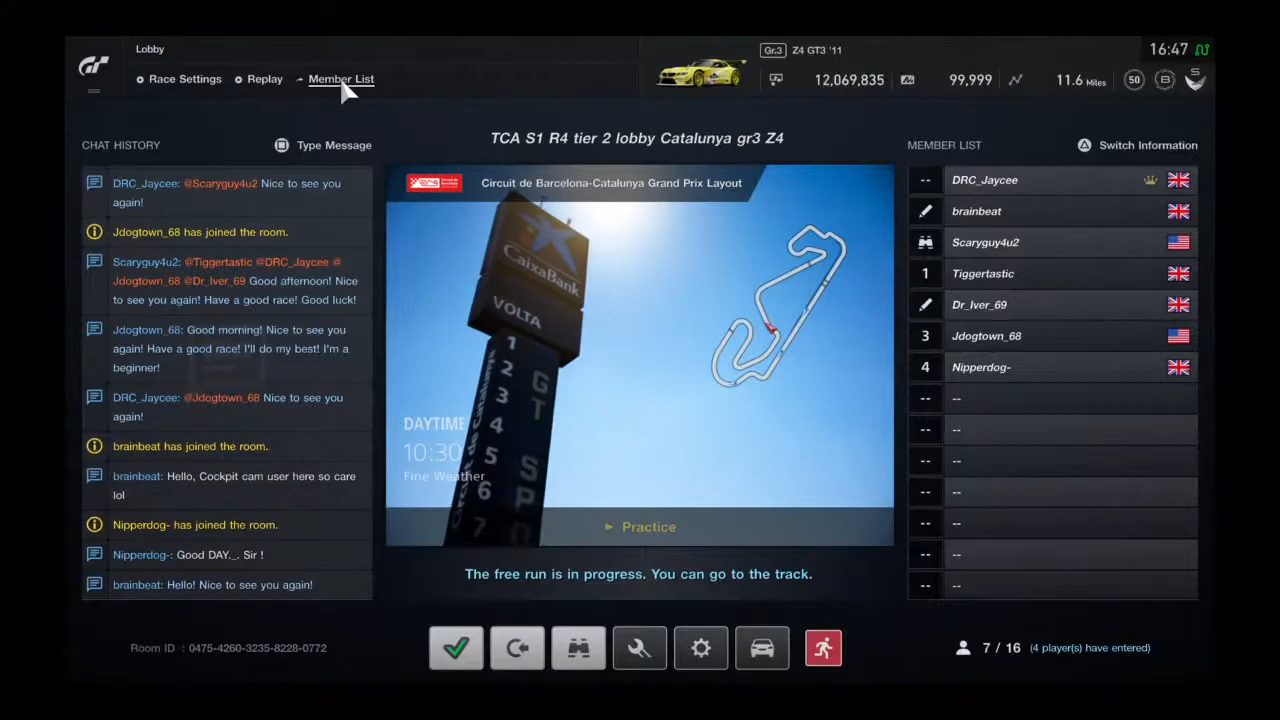 Lobby
Race Settings
Replay
Member List
Gr.3
Z4 GT3 '11
16:47
12,069,835
99,999
11.6 Miles
50
B
S
CHAT HISTORY
Type Message
DRC_Jaycee: @Scaryguy4u2 Nice to see you
again!
Jdogtown_68 has joined the room.
Scaryguy4u2: @Tiggertastic @DRC_Jaycee @
Jdogtown_68 @Dr_Iver_69 Good afternoon! Nice
to see you again! Have a good race! Good luck!
Jdogtown_68: Good morning! Nice to see you
again! Have a good race! I'll do my best! I'm a
beginner!
DRC_Jaycee: @Jdogtown_68 Nice to see you
again!
brainbeat has joined the room.
brainbeat: Hello, Cockpit cam user here so care
lol
Nipperdog- has joined the room.
Nipperdog-: Good DAY._. Sir !
brainbeat: Hello! Nice to see you again!
TCA S1 R4 tier 2 lobby Catalunya gr3 Z4
Circuit de Barcelona-Catalunya Grand Prix Layout
CaixaBank
VOLTA
1
2
3
4
5
6
7
GT
DAYTIME
10:30
Fine Weather
Practice
The free run is in progress. You can go to the track.
MEMBER LIST
Switch Information
-- DRC_Jaycee
brainbeat
Scaryguy4u2
1 Tiggertastic
Dr_Iver_69
3 Jdogtown_68
4 Nipperdog-
-- --
-- --
-- --
-- --
-- --
-- --
-- --
Room ID : 0475-4260-3235-8228-0772
7 / 16 (4 player(s) have entered)